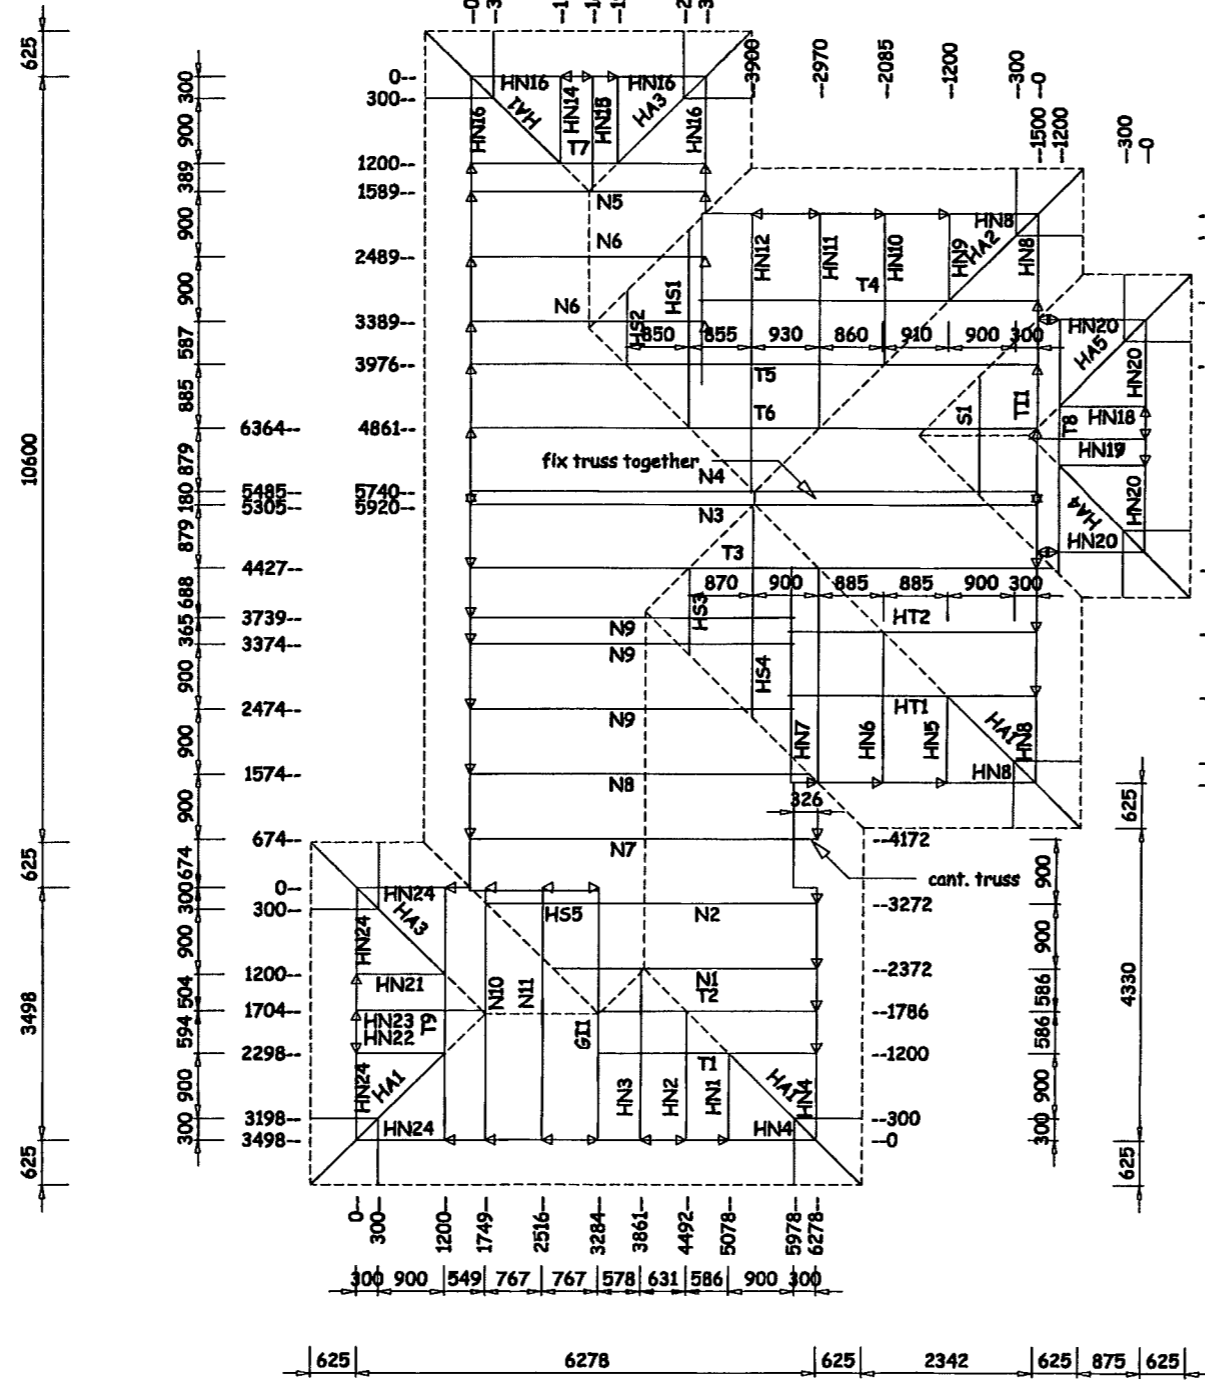 625
10600
625
3498
625
300
900
389
900
900
587
885
879
180
879
688
365
900
900
900
674
300
900
504
594
900
300
0--
300--
1200--
1589--
2489--
3389--
3976--
6364--
4861--
5485--
5740--
5305--
5920--
4427--
3739--
3374--
2474--
1574--
674--
0--
300--
1200--
1704--
2298--
3198--
3498--
--3900
--2970
--2085
--1200
--300
--0
--1500
--1200
--300
--0
HN16
HN16
HN16
HA1
HN14
HN15
HA3
HN16
T7
N5
N6
N6
HS2
HS1
HN12
HN11
HN10
HN9
HA2
HN8
HN8
T4
850
855
930
860
910
900
300
T5
T6
S1
TI1
HN20
HA5
HN20
T8
HN18
HN19
HA4
HN20
HN20
fix truss together
N4
N3
T3
870
900
885
885
900
300
HS3
HT2
N9
N9
HS4
N9
HT1
HN7
HN6
HN5
HA1
HN8
HN8
N8
326
N7
--4172
cant. truss
625
900
900
586
586
900
300
4330
625
HN24
HA3
HN24
HS5
N2
--3272
HN21
N10
N11
N1
T2
--2372
HN23
HN22
T9
GI1
--1786
T1
--1200
HN24
HA1
HN24
HN3
HN2
HN1
HA1
HN4
HN4
--300
--0
0--
300--
1200--
1749--
2516--
3284--
3861--
4492--
5078--
5978--
6278--
300
900
549
767
767
578
631
586
900
300
625
6278
625
2342
625
875
625